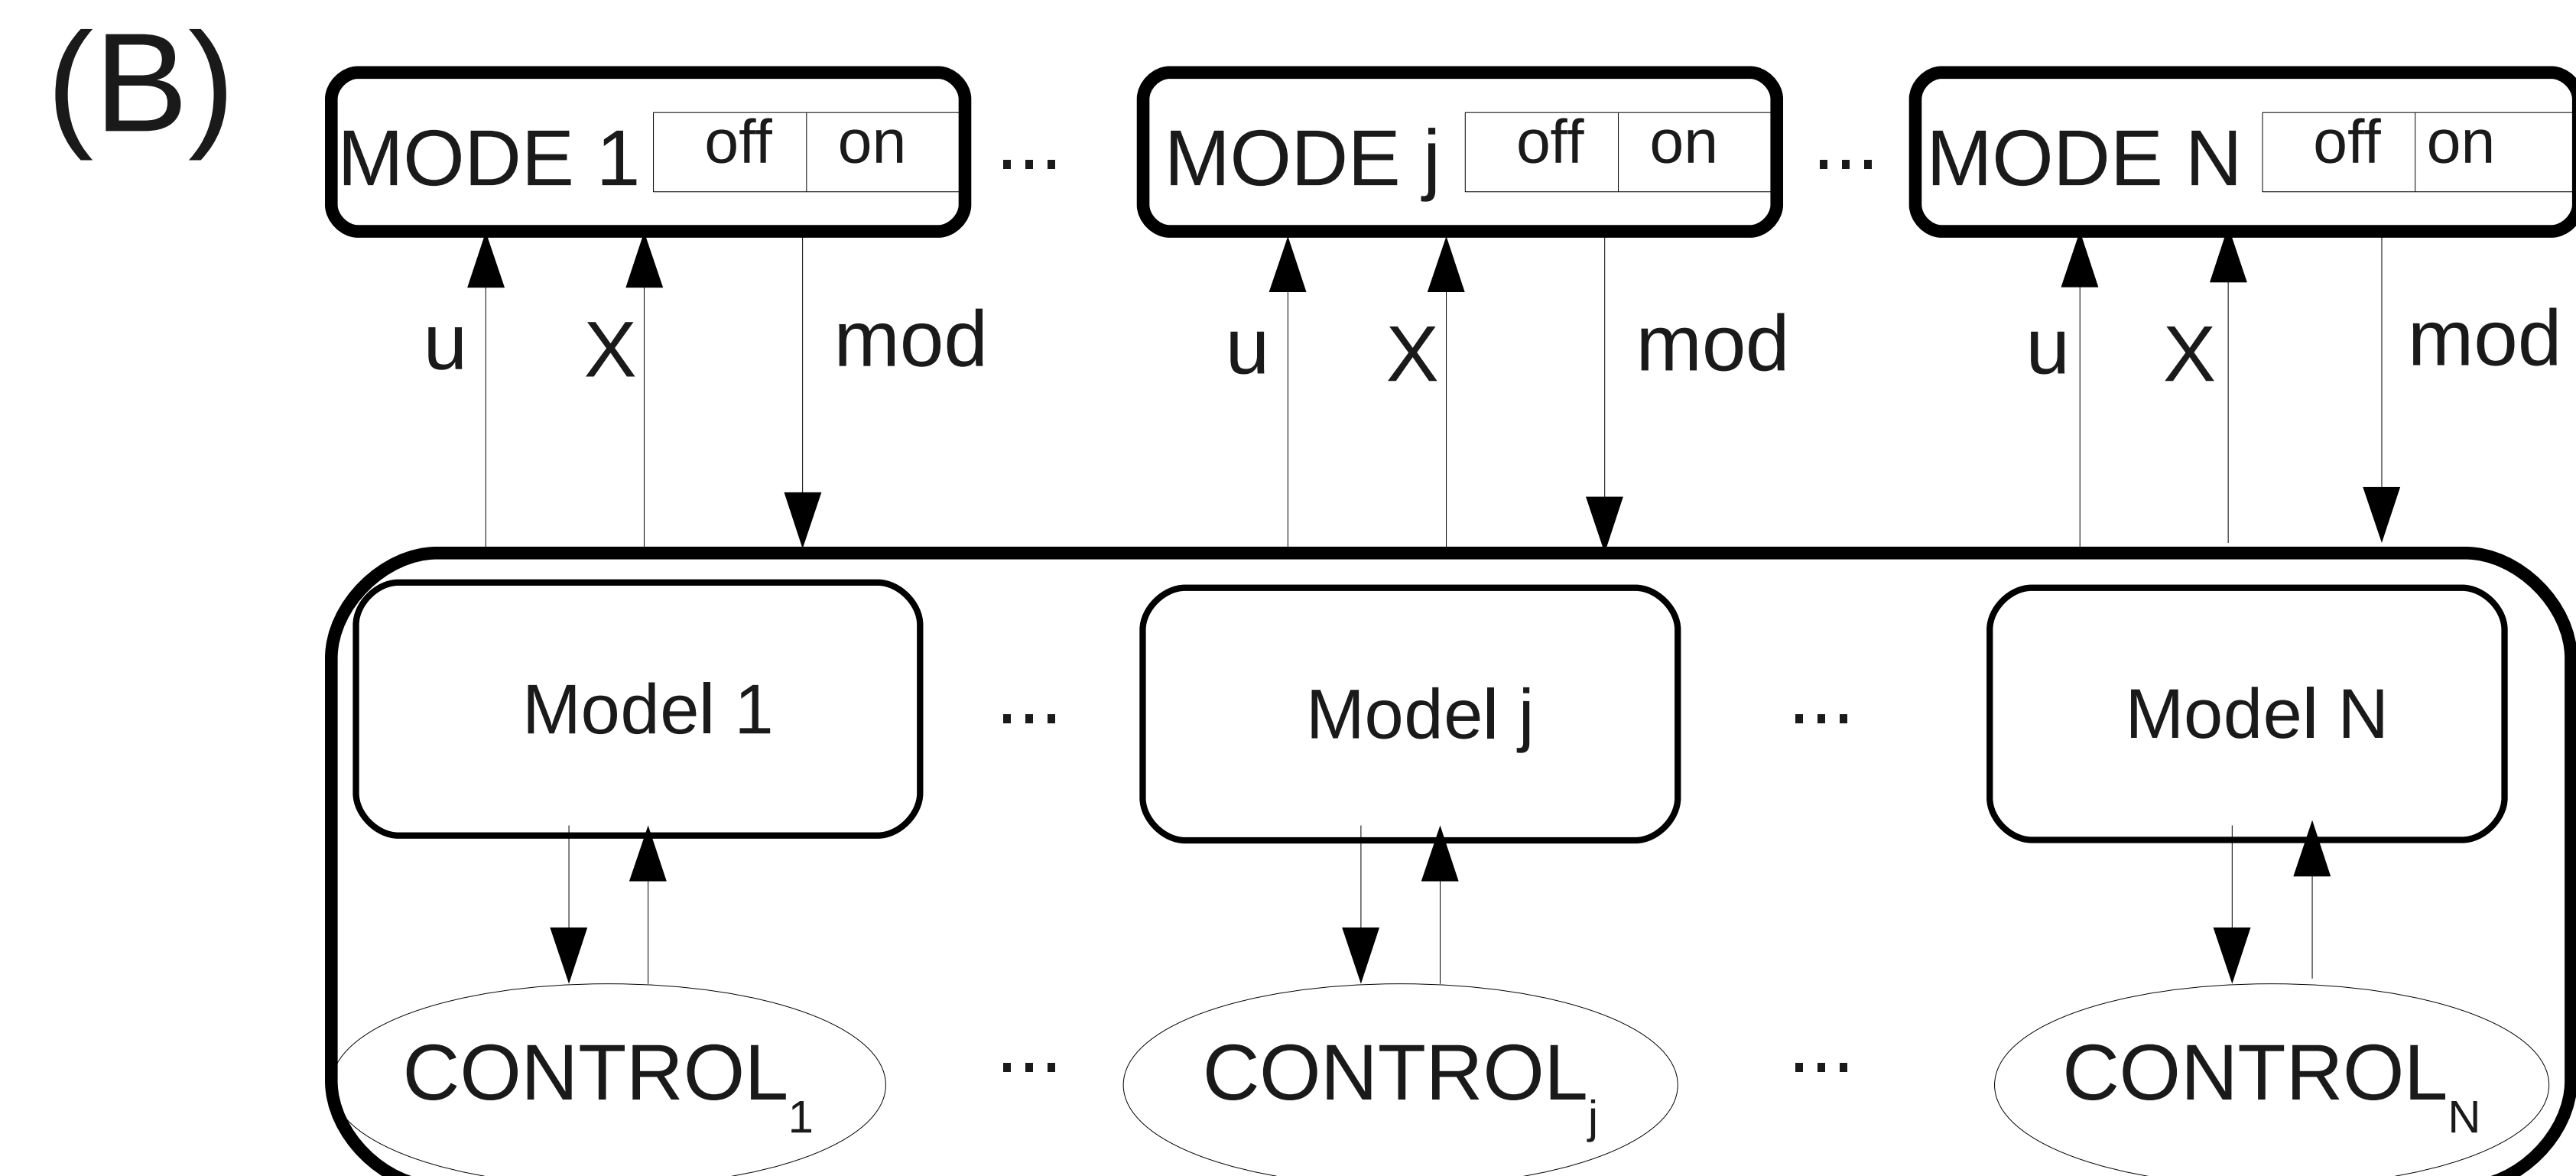 (B)
MODE 1 off on ... MODE j off on ... MODE N off on
u X mod u X mod u X mod
Model 1 ... Model j ... Model N
CONTROL1 ... CONTROLj ... CONTROLN